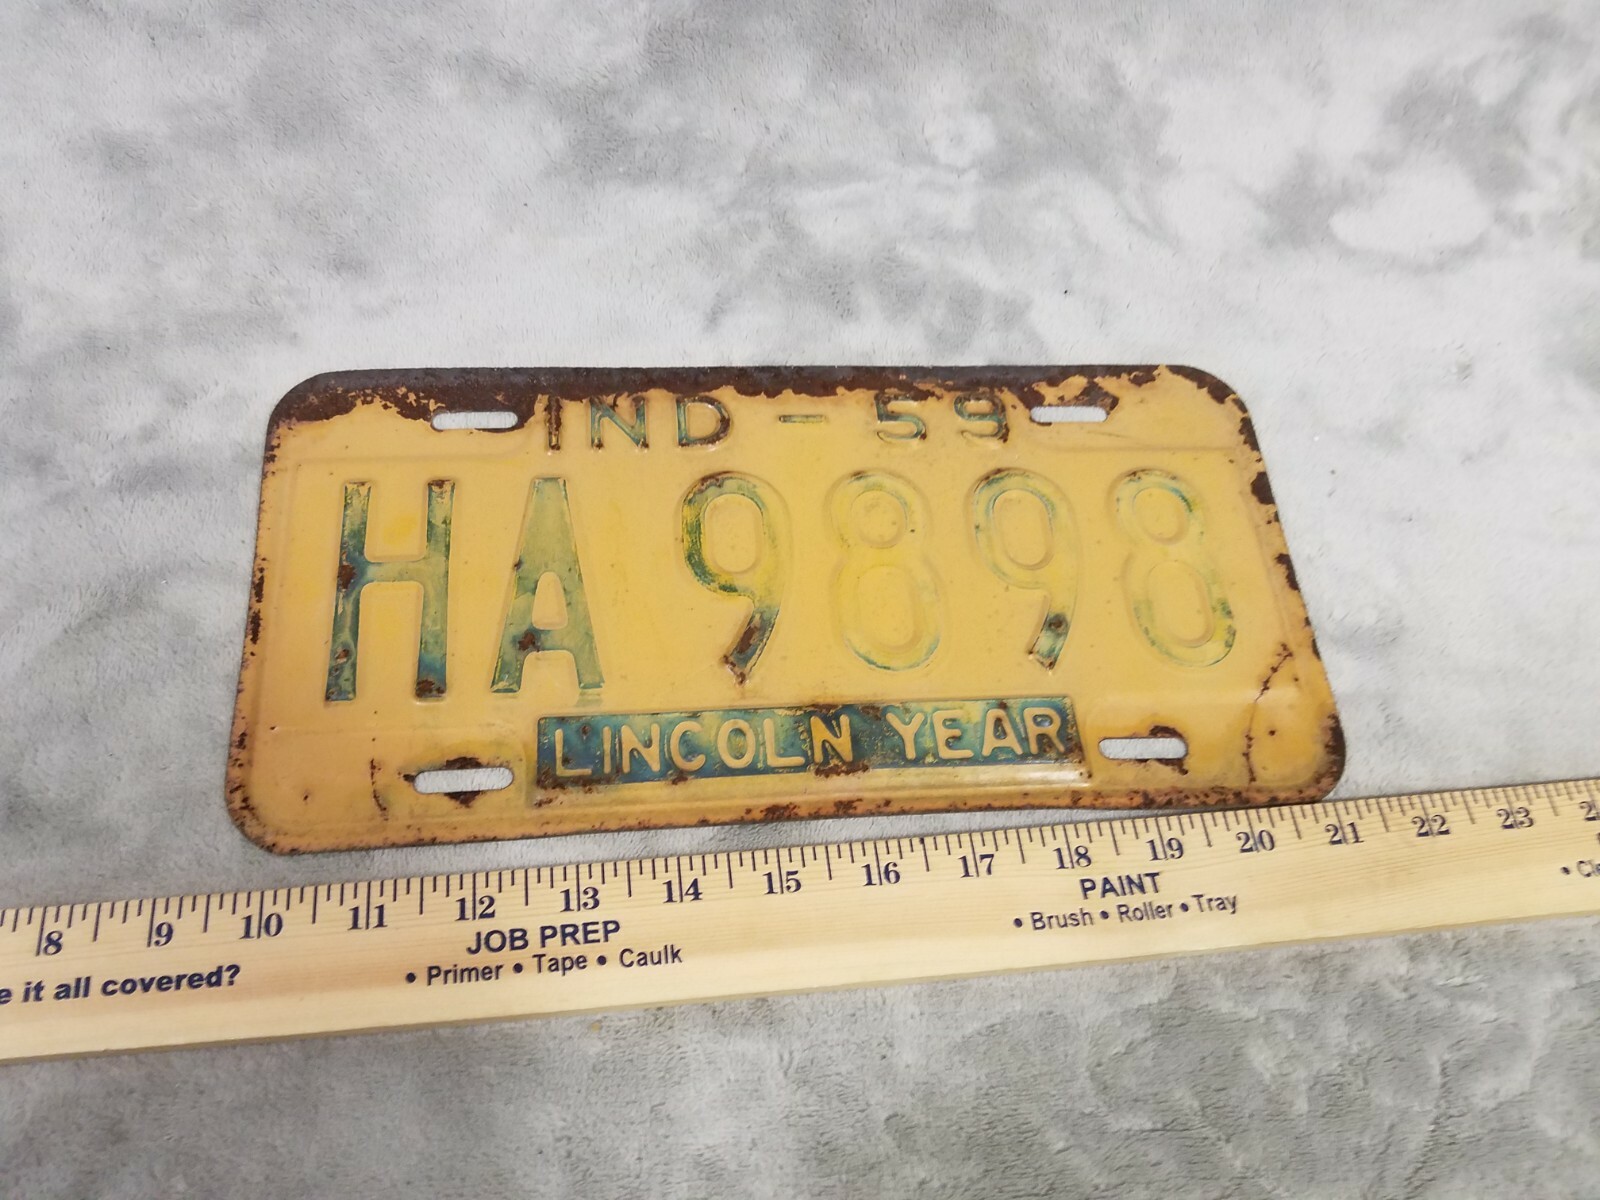 IND - 59
HA 9898
LINCOLN YEAR
8 9 10 11 12 13 14 15 16 17 18 19 20 21 22 23
JOB PREP
• Primer • Tape • Caulk
PAINT
• Brush • Roller • Tray
e it all covered?